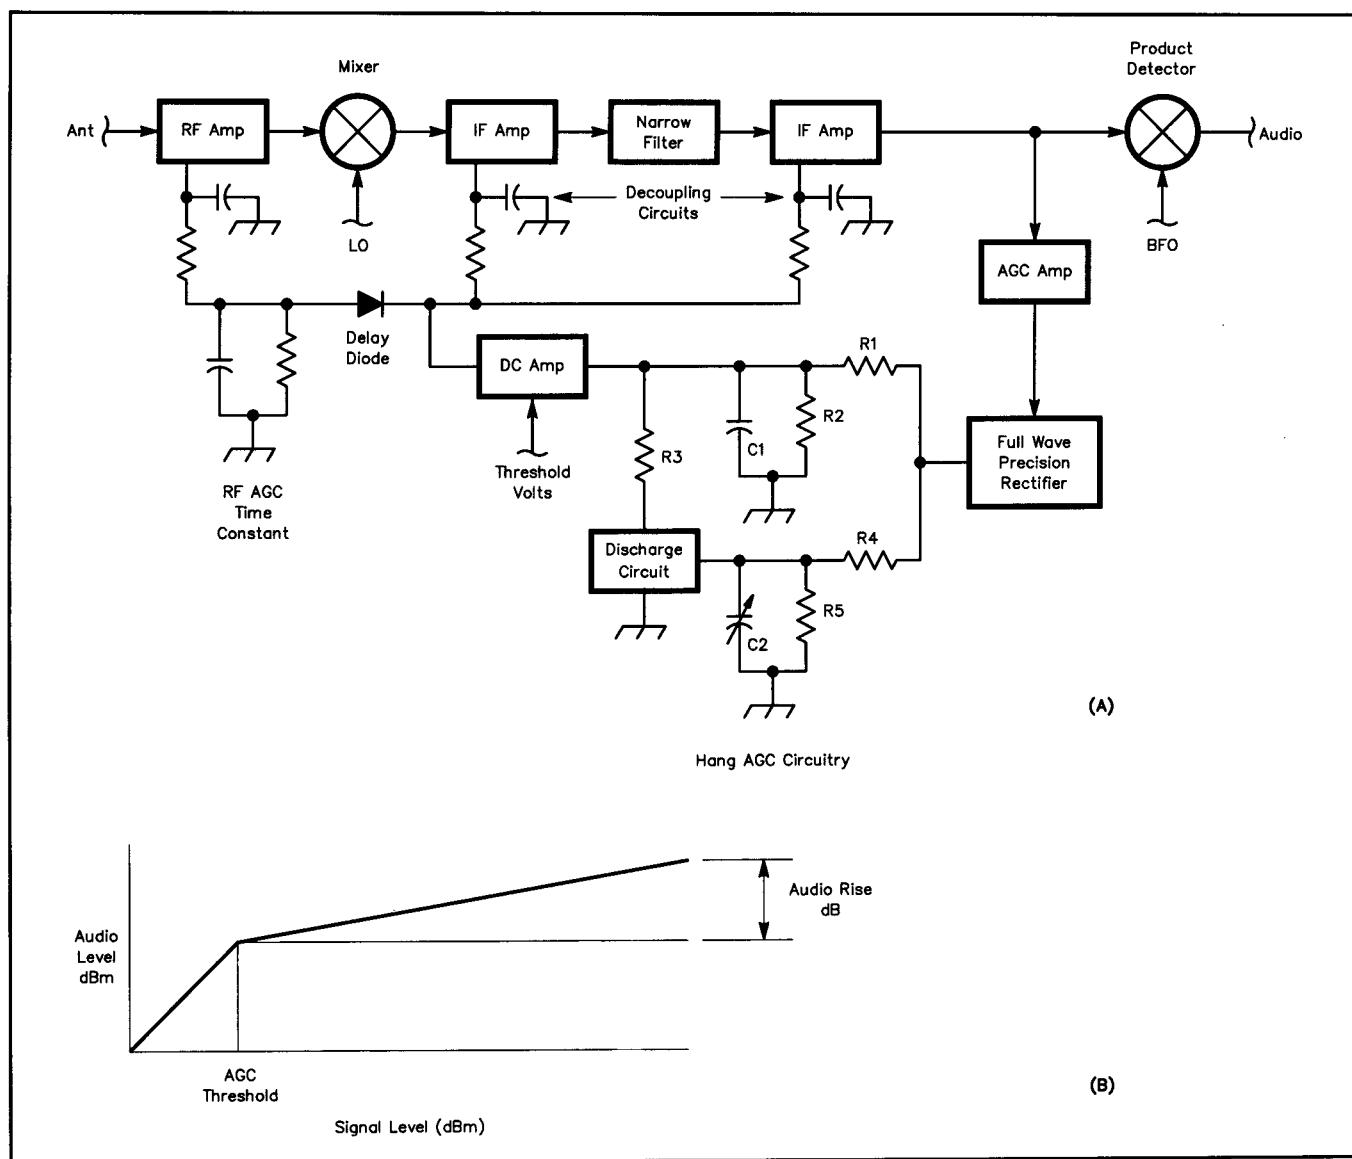 Mixer
Product
Detector
Ant
RF Amp
IF Amp
Narrow
Filter
IF Amp
Audio
Decoupling
Circuits
LO
BFO
AGC Amp
Delay
Diode
R1
DC Amp
R2
C1
R3
Full Wave
Precision
Rectifier
Threshold
Volts
RF AGC
Time
Constant
R4
Discharge
Circuit
R5
C2
(A)
Hang AGC Circuitry
Audio Rise
dB
Audio
Level
dBm
AGC
Threshold
(B)
Signal Level (dBm)